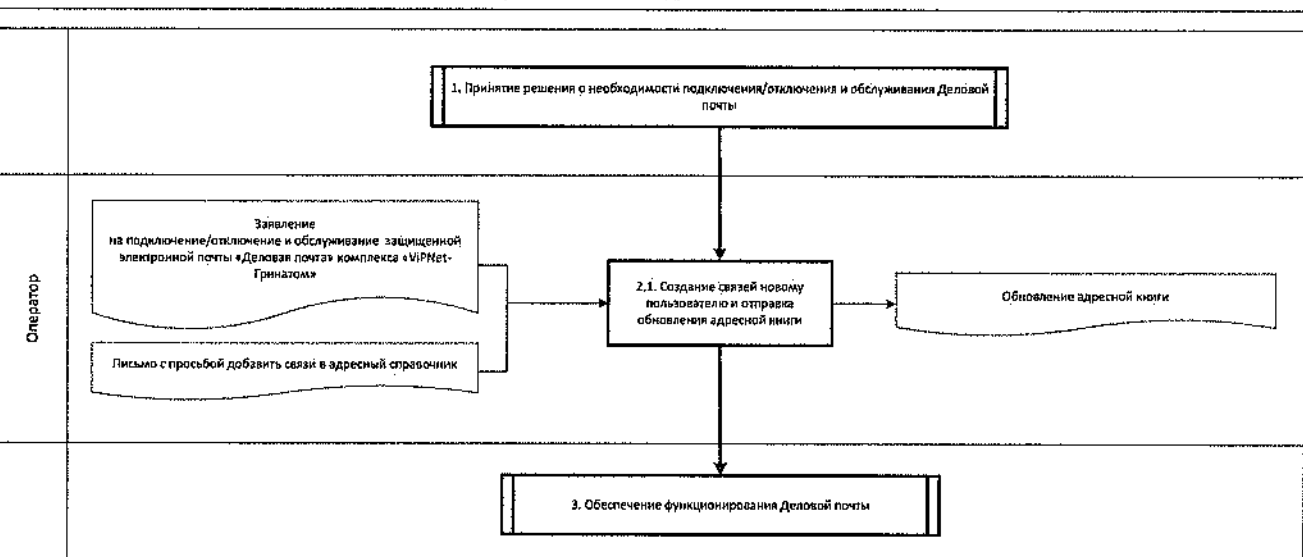 1. Принятие решения о необходимости подключения/отключения и обслуживания Деловой
почты
Оператор
Заявление
на подключение/отключение и обслуживание защищенной
электронной почты «Деловая почта» комплекса «ViPNet-
Гринатом»
Письмо с просьбой добавить связи в адресный справочник
2.1. Создание связей новому
пользователю и отправка
обновления адресной книги
Обновление адресной книги
3. Обеспечение функционирования Деловой почты